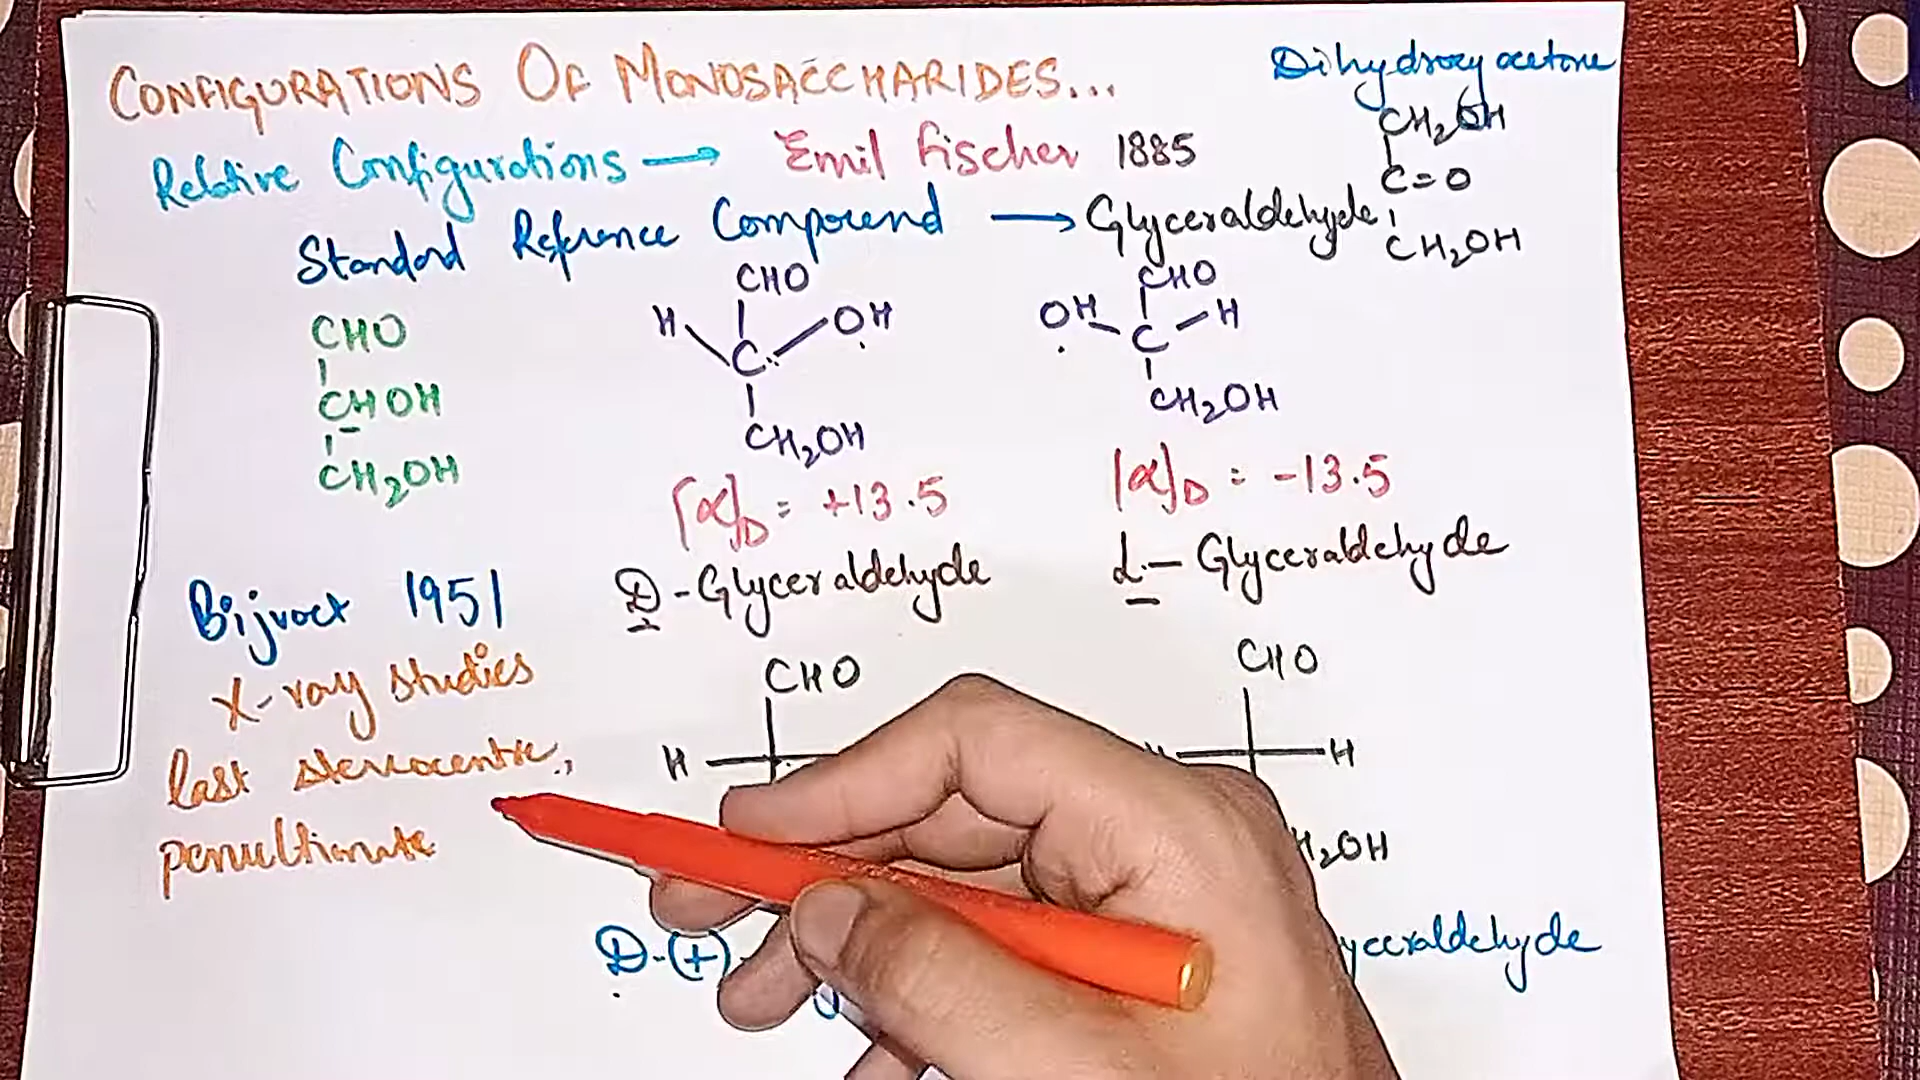 CONFIGURATIONS OF MONOSACCHARIDES...
Dihydroxy acetone
CH2OH
C=O
CH2OH
Relative Configurations → Emil Fischer 1885
Standard Reference Compound → Glyceraldehyde
CHO
CHOH
CH2OH
CHO
H OH
C
CH2OH
CHO
OH C H
CH2OH
[α]D = +13.5
[α]D = -13.5
D-Glyceraldehyde
L-Glyceraldehyde
Bijvoet 1951
X-ray studies
last stereocentre,
penultimate
CHO
H
CHO
H
H2OH
D-(+)-
yceraldehyde